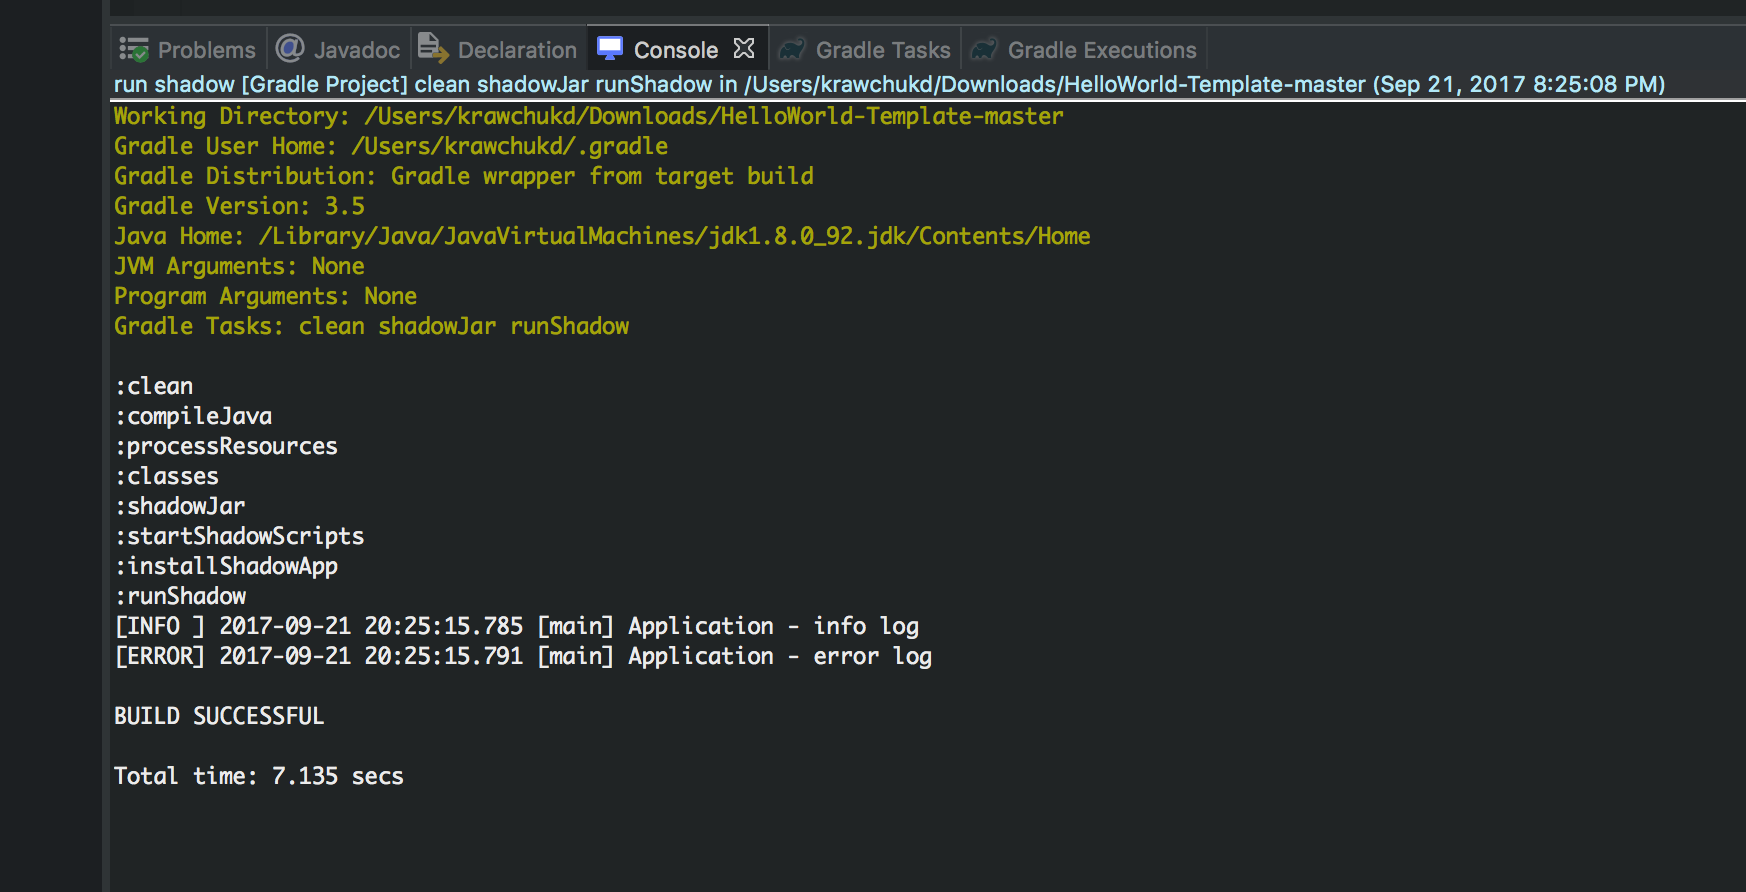 Problems Javadoc Declaration Console Gradle Tasks Gradle Executions
run shadow [Gradle Project] clean shadowJar runShadow in /Users/krawchukd/Downloads/HelloWorld-Template-master (Sep 21, 2017 8:25:08 PM)
Working Directory: /Users/krawchukd/Downloads/HelloWorld-Template-master
Gradle User Home: /Users/krawchukd/.gradle
Gradle Distribution: Gradle wrapper from target build
Gradle Version: 3.5
Java Home: /Library/Java/JavaVirtualMachines/jdk1.8.0_92.jdk/Contents/Home
JVM Arguments: None
Program Arguments: None
Gradle Tasks: clean shadowJar runShadow
:clean
:compileJava
:processResources
:classes
:shadowJar
:startShadowScripts
:installShadowApp
:runShadow
[INFO ] 2017-09-21 20:25:15.785 [main] Application - info log
[ERROR] 2017-09-21 20:25:15.791 [main] Application - error log
BUILD SUCCESSFUL
Total time: 7.135 secs